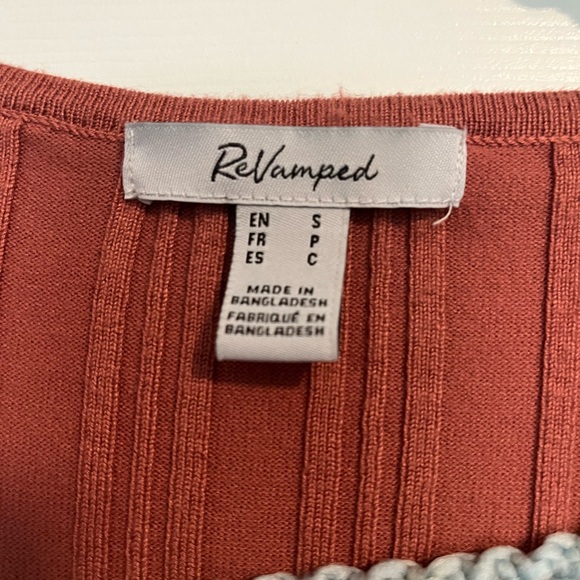 ReVamped
EN S
FR P
ES C
MADE IN
BANGLADESH
FABRIQUÉ EN
BANGLADESH